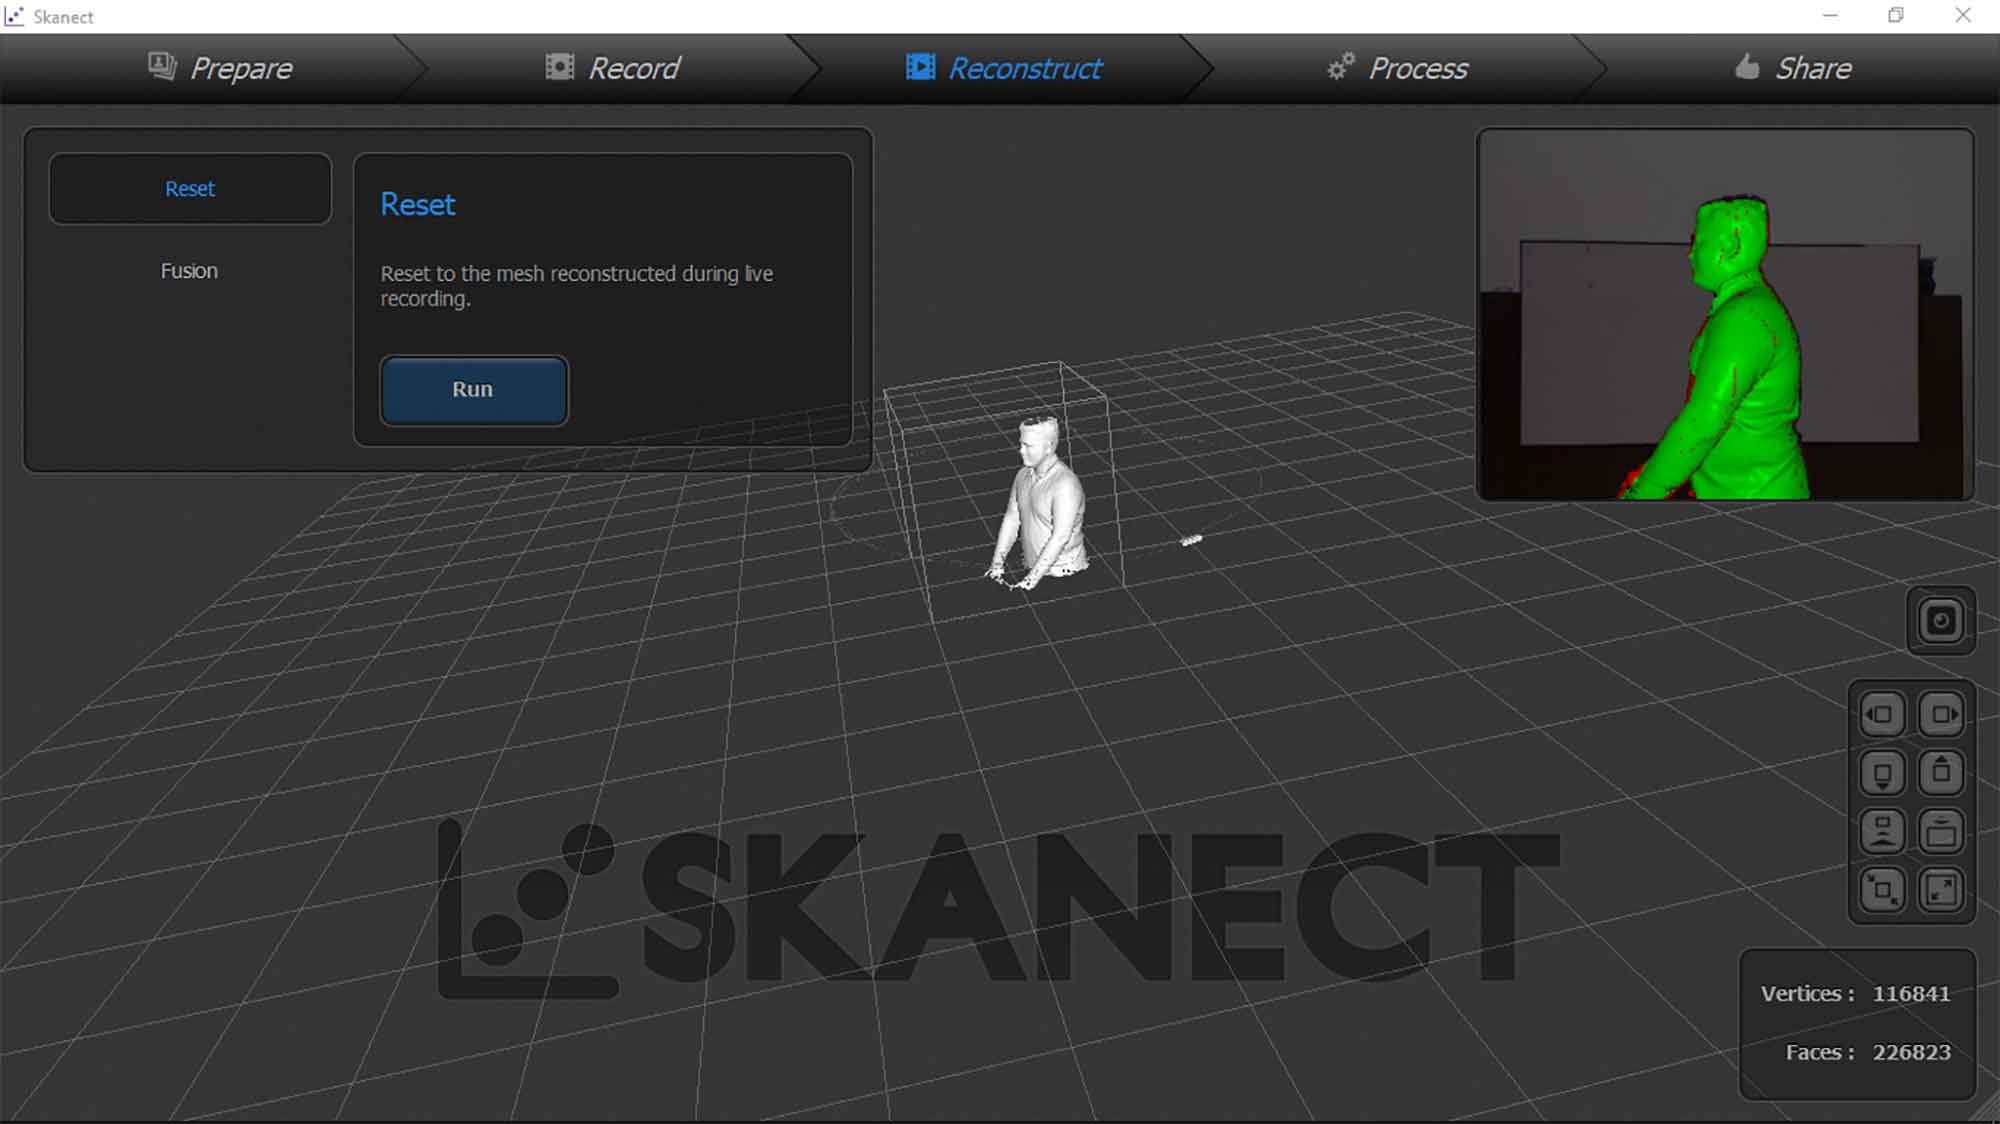 Skanect
Prepare
Record
Reconstruct
Process
Share
Reset
Fusion
Reset
Reset to the mesh reconstructed during live
recording.
Run
SKANECT
Vertices : 116841
Faces : 226823